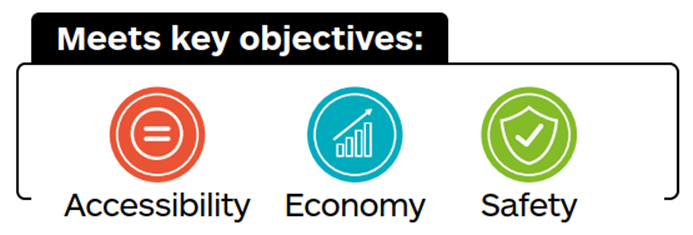 Meets key objectives:
Accessibility Economy Safety